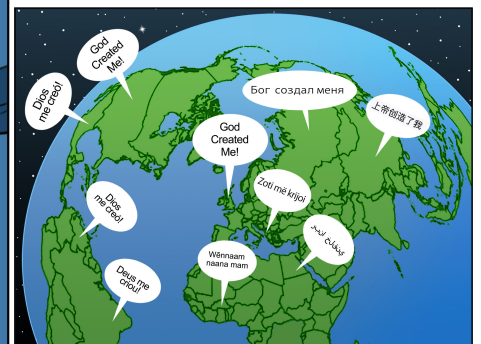 God
Created
Me!
Dios
me creó!
Бог создал меня
上帝创造了我
God
Created
Me!
Zoti më krijoi
Dios
me creó!
Wënnaam
naana mam
Deus me
criou!